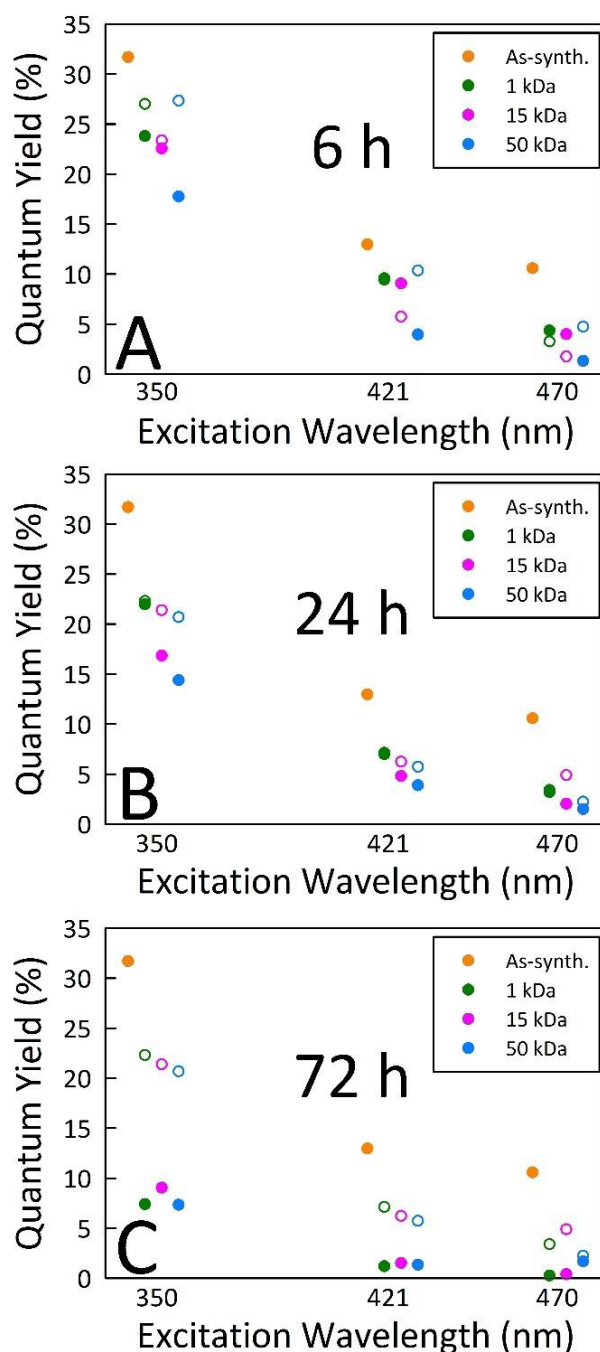 35
30
25
20
15
10
5
0
Quantum Yield (%)
As-synth.
1 kDa
15 kDa
50 kDa
6 h
A
350 421 470
Excitation Wavelength (nm)
35
30
25
20
15
10
5
0
Quantum Yield (%)
As-synth.
1 kDa
15 kDa
50 kDa
24 h
B
350 421 470
Excitation Wavelength (nm)
35
30
25
20
15
10
5
0
Quantum Yield (%)
As-synth.
1 kDa
15 kDa
50 kDa
72 h
C
350 421 470
Excitation Wavelength (nm)